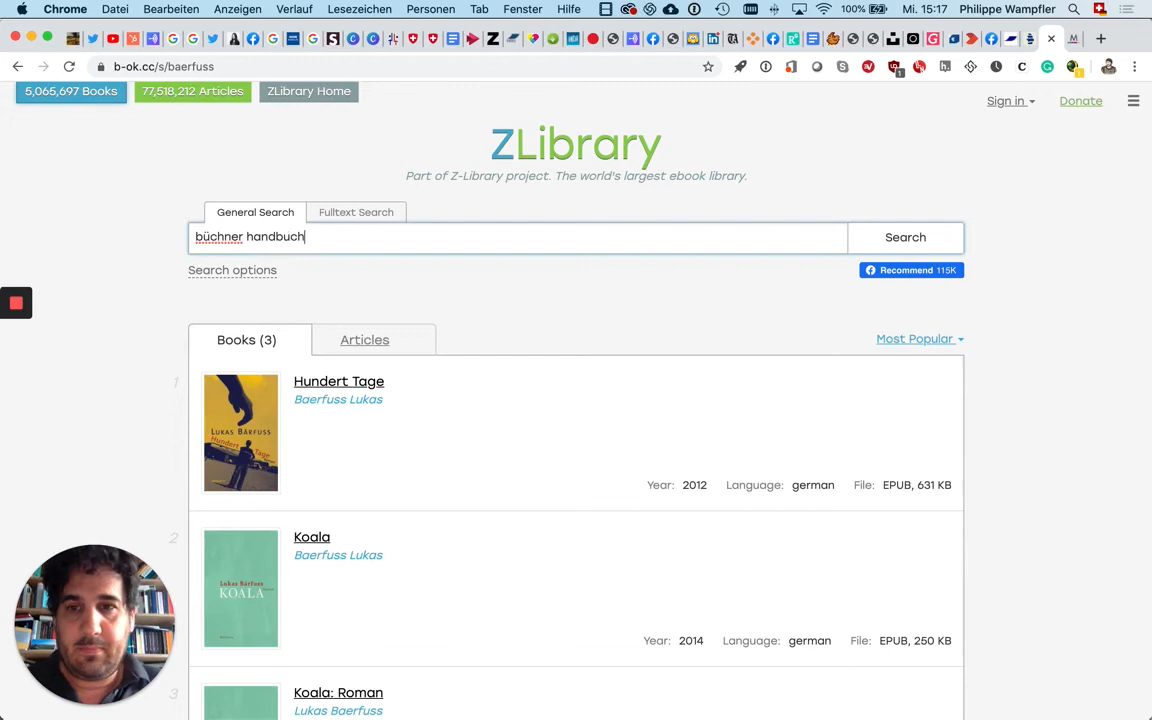 Chrome Datei Bearbeiten Anzeigen Verlauf Lesezeichen Personen Tab Fenster Hilfe 100% Mi. 15:17 Philippe Wampfler
b-ok.cc/s/baerfuss
5,065,697 Books 77,518,212 Articles ZLibrary Home Sign in Donate
ZLibrary
Part of Z-Library project. The world's largest ebook library.
General Search Fulltext Search
büchner handbuch Search
Search options Recommend 115K
Books (3) Articles Most Popular
1 Hundert Tage
Baerfuss Lukas
LUKAS BÄRFUSS
Hundert Tage
Year: 2012 Language: german File: EPUB, 631 KB
2 Koala
Baerfuss Lukas
Lukas Bärfuss
KOALA
Year: 2014 Language: german File: EPUB, 250 KB
3 Koala: Roman
Lukas Baerfuss